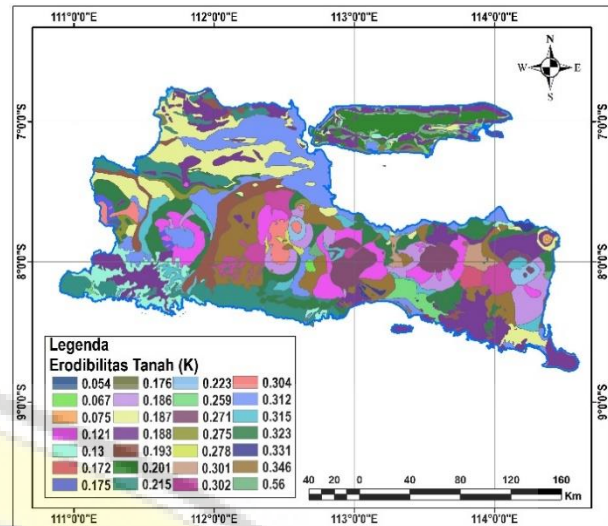 111°0'0"E 112°0'0"E 113°0'0"E 114°0'0"E
N
W E
S
7°0'0"S 7°0'0"S
8°0'0"S 8°0'0"S
9°0'0"S 9°0'0"S
Legenda
Erodibilitas Tanah (K)
0.054 0.176 0.223 0.304
0.067 0.186 0.259 0.312
0.075 0.187 0.271 0.315
0.121 0.188 0.275 0.323
0.13 0.193 0.278 0.331
0.172 0.201 0.301 0.346
0.175 0.215 0.302 0.56
40 20 0 40 80 120 160
Km
111°0'0"E 112°0'0"E 113°0'0"E 114°0'0"E